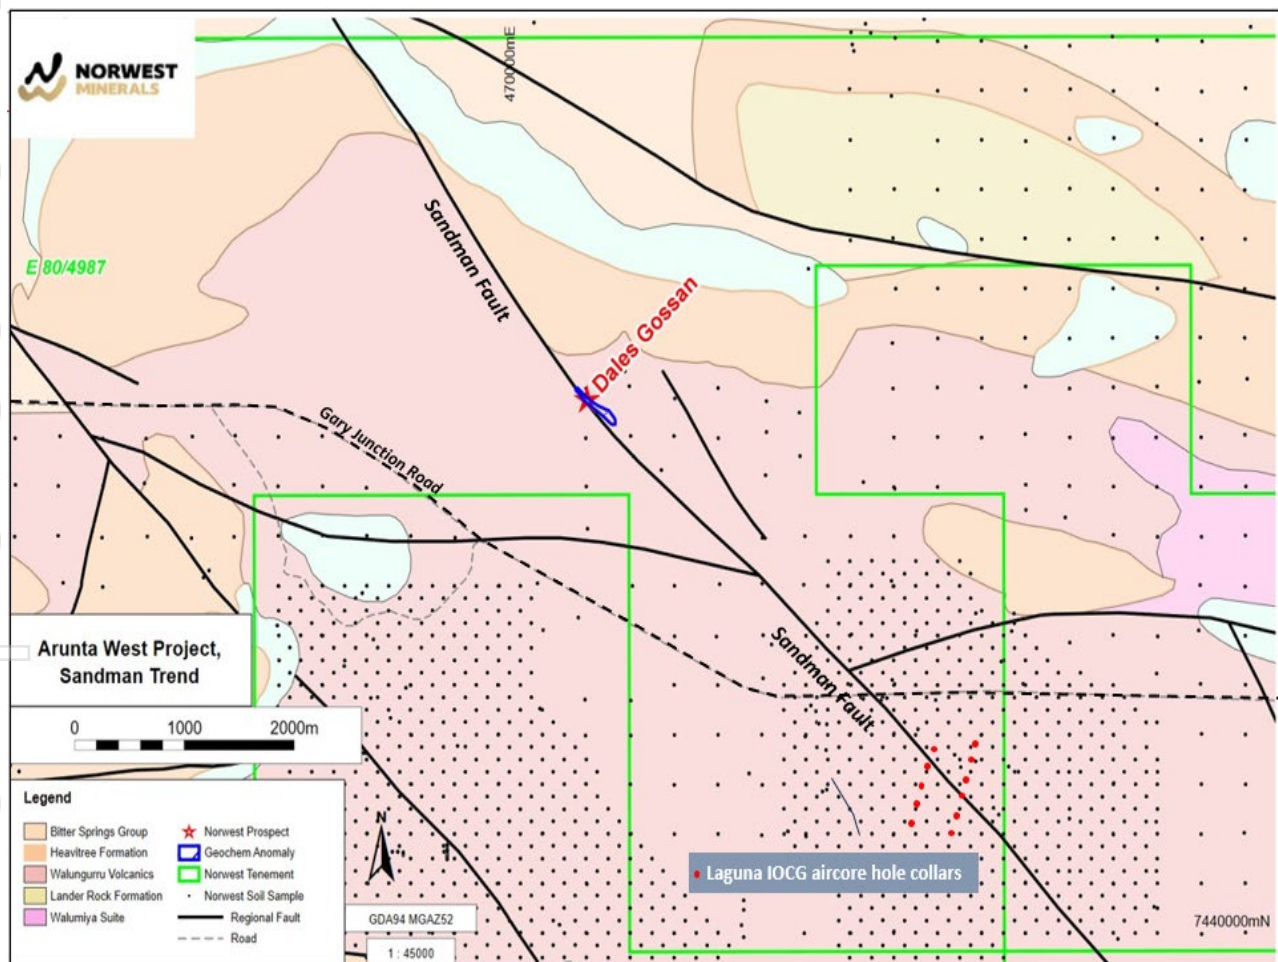 NORWEST
MINERALS
470000mE
Sandman Fault
E 80/4987
Dales Gossan
Gary Junction Road
Arunta West Project,
Sandman Trend
Sandman Fault
0 1000 2000m
Legend
Bitter Springs Group
Heavitree Formation
Walungurru Volcanics
Lander Rock Formation
Walumiya Suite
Norwest Prospect
Geochem Anomaly
Norwest Tenement
Norwest Soil Sample
Regional Fault
Road
N
Laguna IOCG aircore hole collars
GDA94 MGAZ52
1 : 45000
7440000mN